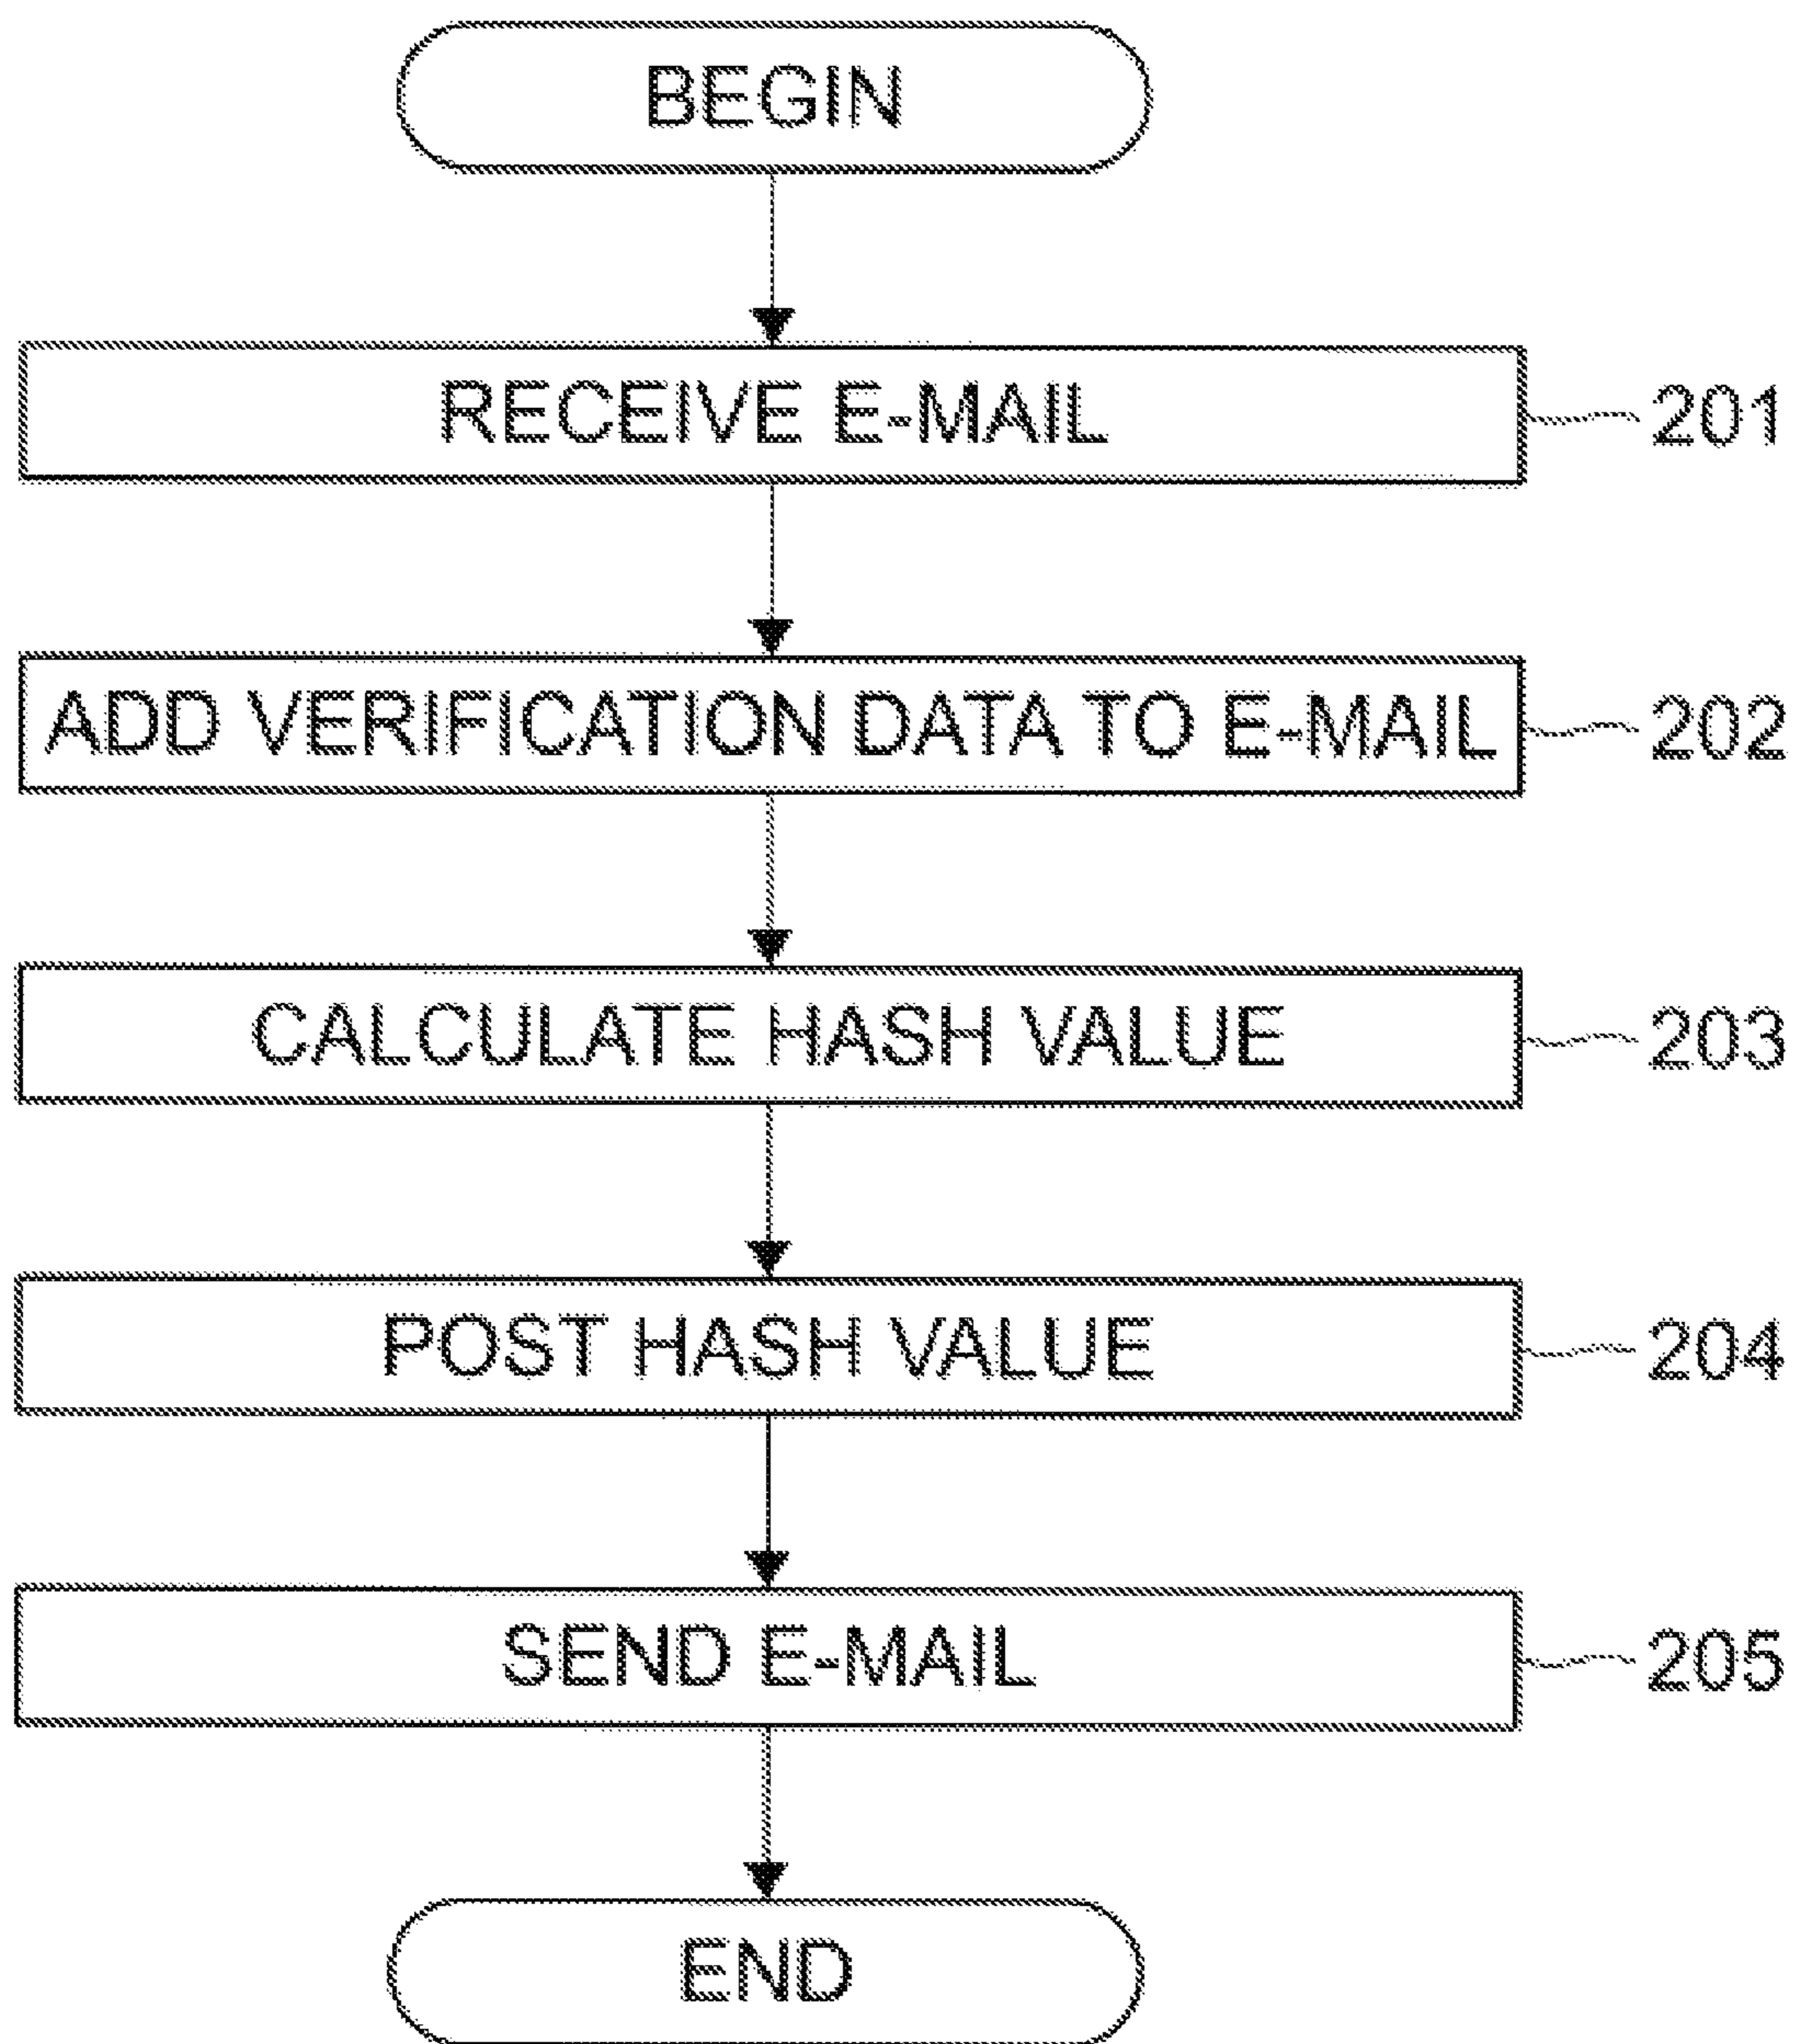 BEGIN
RECEIVE E-MAIL 201
ADD VERIFICATION DATA TO E-MAIL 202
CALCULATE HASH VALUE 203
POST HASH VALUE 204
SEND E-MAIL 205
END